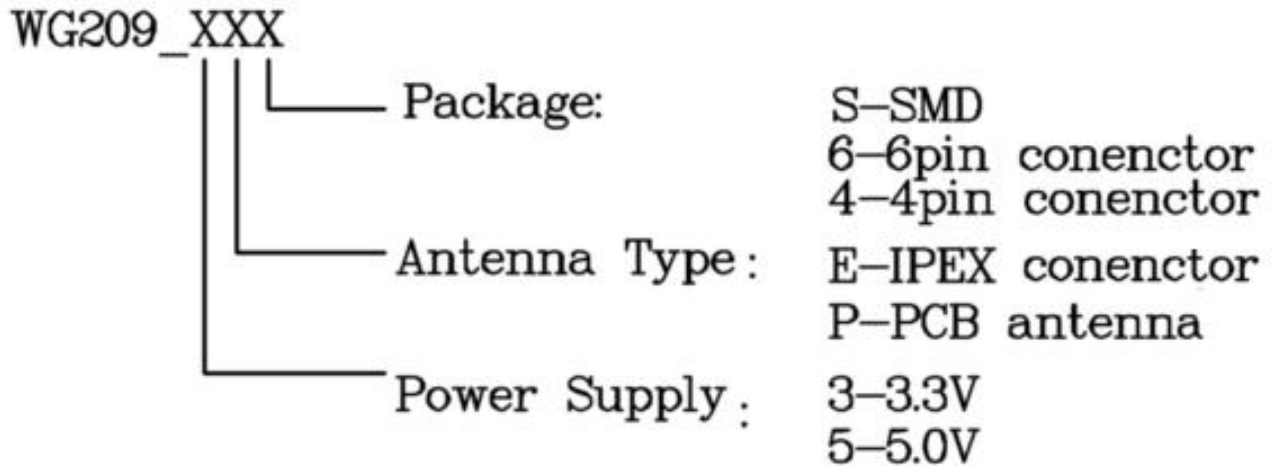 WG209_XXX
Package: S-SMD
6-6pin conenctor
4-4pin conenctor
Antenna Type: E-IPEX conenctor
P-PCB antenna
Power Supply: 3-3.3V
5-5.0V